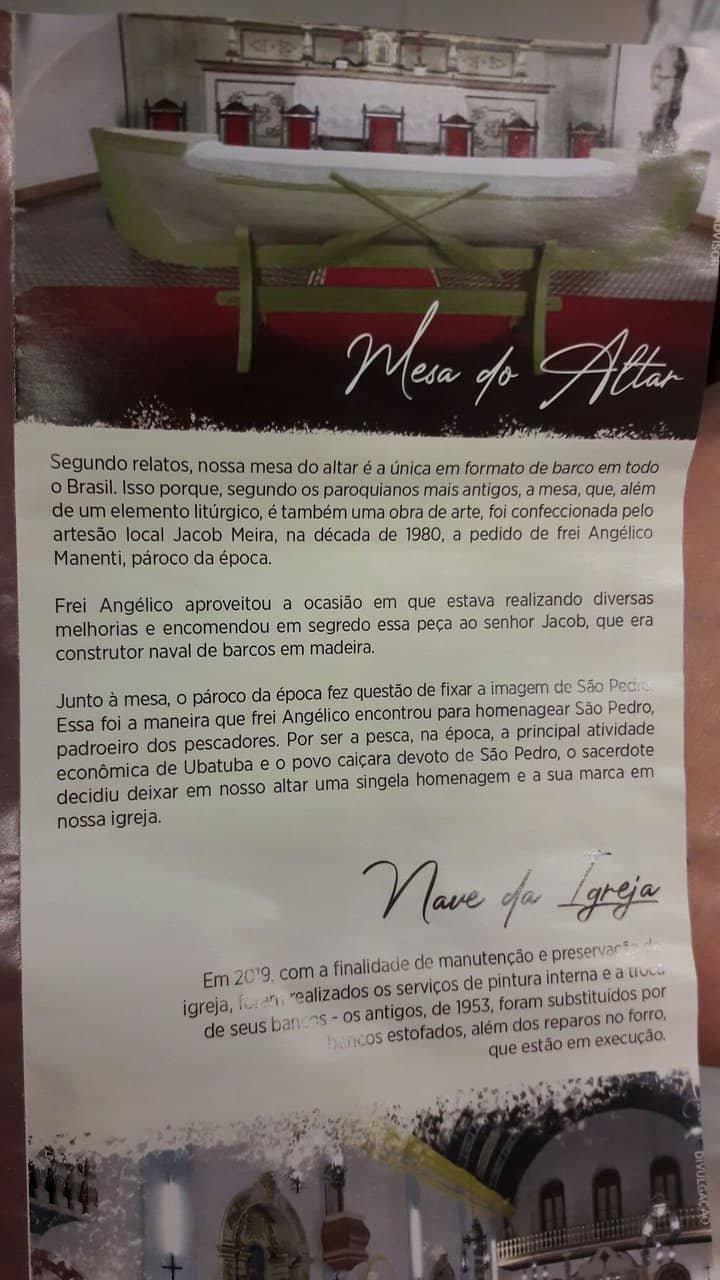 Mesa do Altar
Segundo relatos, nossa mesa do altar é a única em formato de barco em todo
o Brasil. Isso porque, segundo os paroquianos mais antigos, a mesa, que, além
de um elemento litúrgico, é também uma obra de arte, foi confeccionada pelo
artesão local Jacob Meira, na década de 1980, a pedido de frei Angélico
Manenti, pároco da época.
Frei Angélico aproveitou a ocasião em que estava realizando diversas
melhorias e encomendou em segredo essa peça ao senhor Jacob, que era
construtor naval de barcos em madeira.
Junto à mesa, o pároco da época fez questão de fixar a imagem de São Pedro.
Essa foi a maneira que frei Angélico encontrou para homenagear São Pedro,
padroeiro dos pescadores. Por ser a pesca, na época, a principal atividade
econômica de Ubatuba e o povo caiçara devoto de São Pedro, o sacerdote
decidiu deixar em nosso altar uma singela homenagem e a sua marca em
nossa igreja.
Nave da Igreja
Em 2019, com a finalidade de manutenção e preservação da
igreja, foram realizados os serviços de pintura interna e a troca
de seus bancos - os antigos, de 1953, foram substituídos por
bancos estofados, além dos reparos no forro,
que estão em execução.
DIVULGAÇÃO